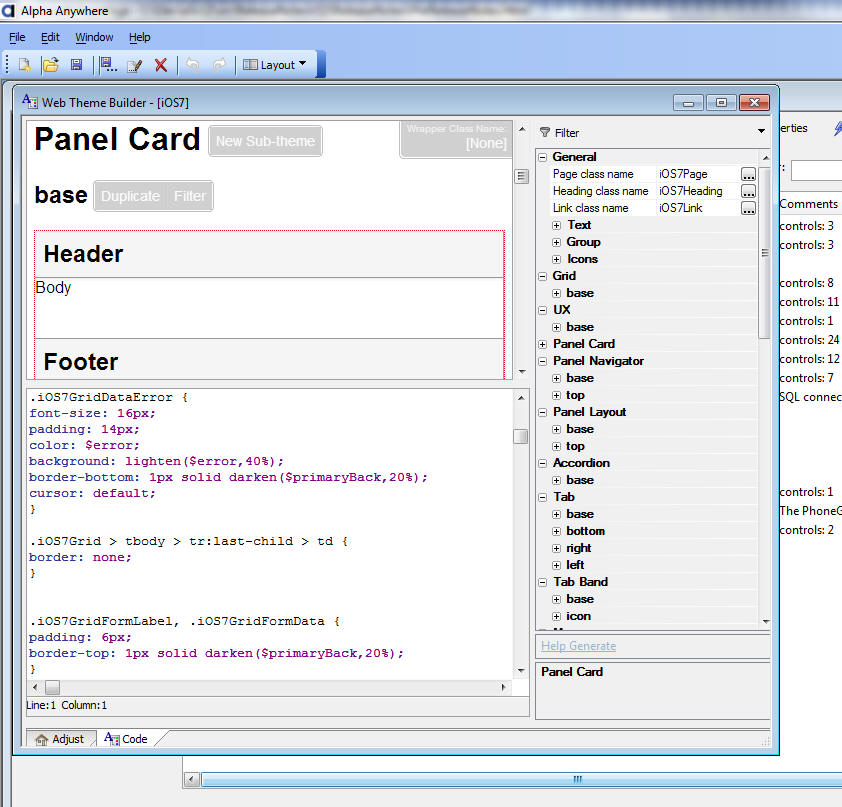 Alpha Anywhere
File Edit Window Help
Layout
Web Theme Builder - [iOS7]
Panel Card New Sub-theme
Wrapper Class Name:
[None]
base Duplicate Filter
Header
Body
Footer
.iOS7GridDataError {
font-size: 16px;
padding: 14px;
color: $error;
background: lighten($error,40%);
border-bottom: 1px solid darken($primaryBack,20%);
cursor: default;
}
.iOS7Grid > tbody > tr:last-child > td {
border: none;
}
.iOS7GridFormLabel, .iOS7GridFormData {
padding: 6px;
border-top: 1px solid darken($primaryBack,20%);
}
Line:1 Column:1
Adjust Code
Filter
General
Page class name iOS7Page ...
Heading class name iOS7Heading ...
Link class name iOS7Link ...
Text
Group
Icons
Grid
base
UX
base
Panel Card
Panel Navigator
base
top
Panel Layout
base
top
Accordion
base
Tab
base
bottom
right
left
Tab Band
base
icon
Help Generate
Panel Card
erties
:
Comments
controls: 3
controls: 3
controls: 8
controls: 11
controls: 1
controls: 24
controls: 12
controls: 7
SQL connec
controls: 1
The PhoneG
controls: 2